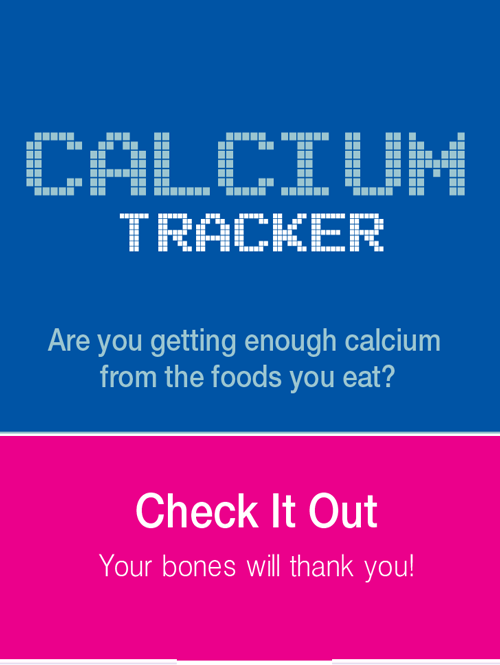 CALCIUM
TRACKER
Are you getting enough calcium
from the foods you eat?
Check It Out
Your bones will thank you!